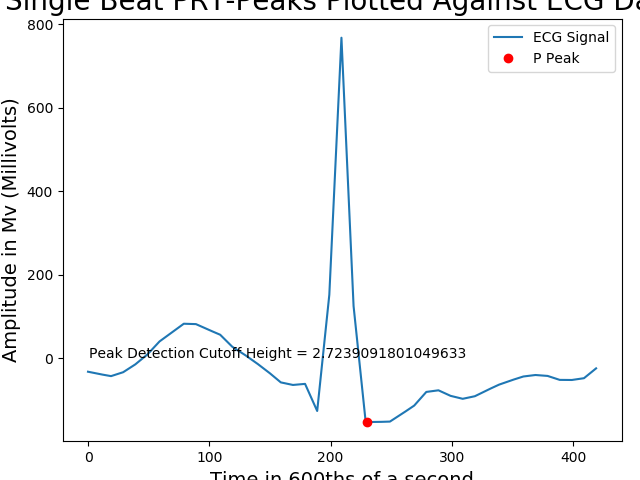 Single Beat PRT-Peaks Plotted Against ECG Da
ECG Signal
P Peak
800
600
400
200
0
Amplitude in Mv (Millivolts)
Peak Detection Cutoff Height = 2.7239091801049633
0 100 200 300 400
Time in 600ths of a second